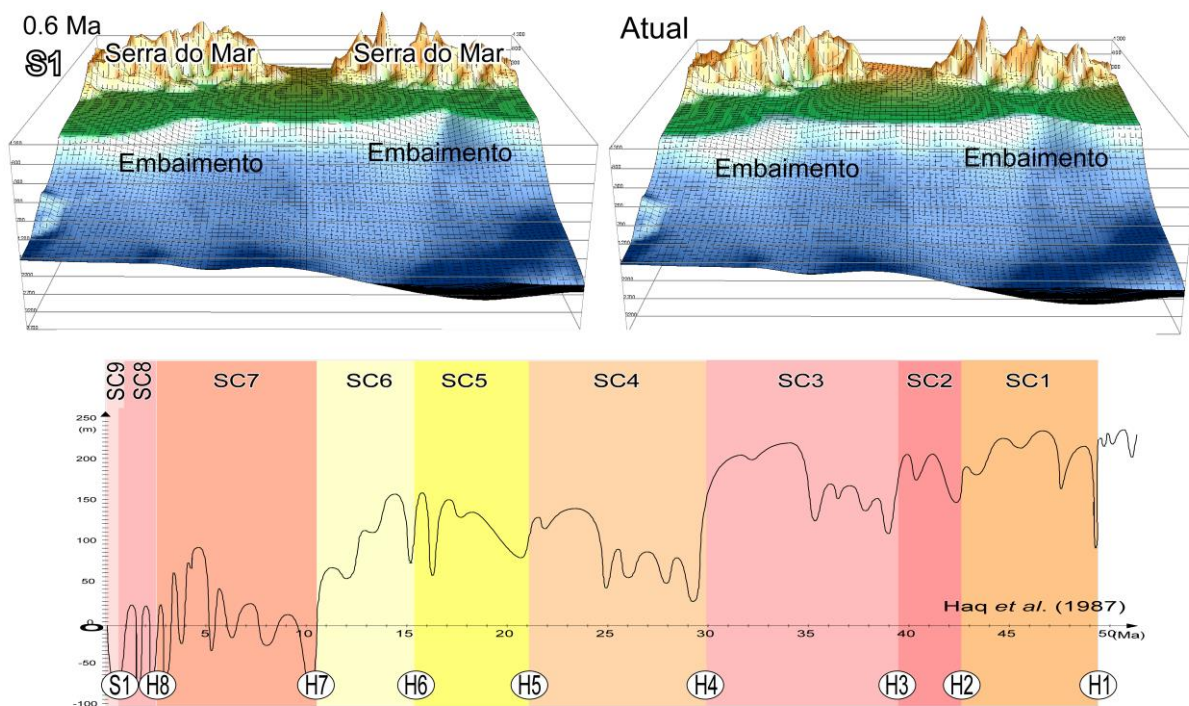 0.6 Ma
S1
Serra do Mar
Serra do Mar
Embaimento
Embaimento
Atual
Embaimento
Embaimento
SC9
SC8
SC7
SC6
SC5
SC4
SC3
SC2
SC1
250
(m)
200
150
100
50
0
-50
-100
5
10
15
20
25
30
35
40
45
50
(Ma)
Haq et al. (1987)
S1
H8
H7
H6
H5
H4
H3
H2
H1